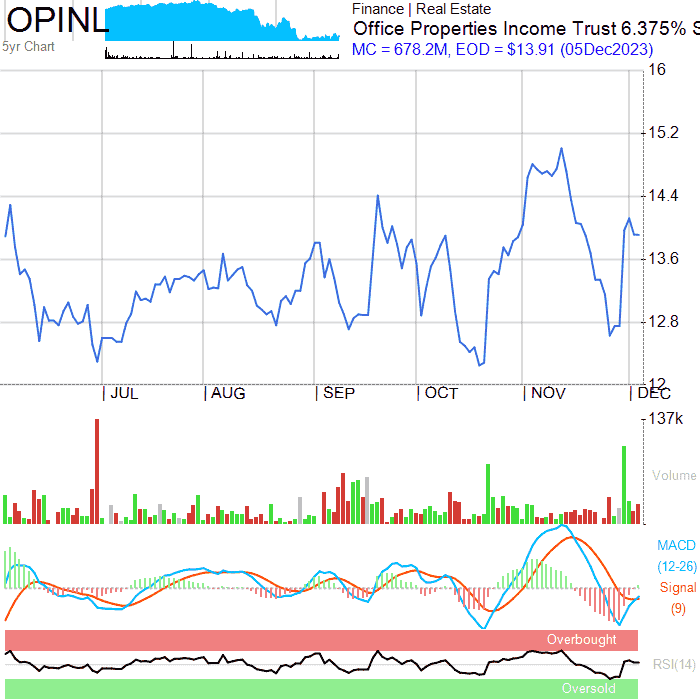 OPINL
5yr Chart
Finance | Real Estate
Office Properties Income Trust 6.375% S
MC = 678.2M, EOD = $13.91 (05Dec2023)
16
15.2
14.4
13.6
12.8
12
| JUL | AUG | SEP | OCT | NOV | DEC
137k
Volume
MACD
(12-26)
Signal
(9)
Overbought
RSI(14)
Oversold